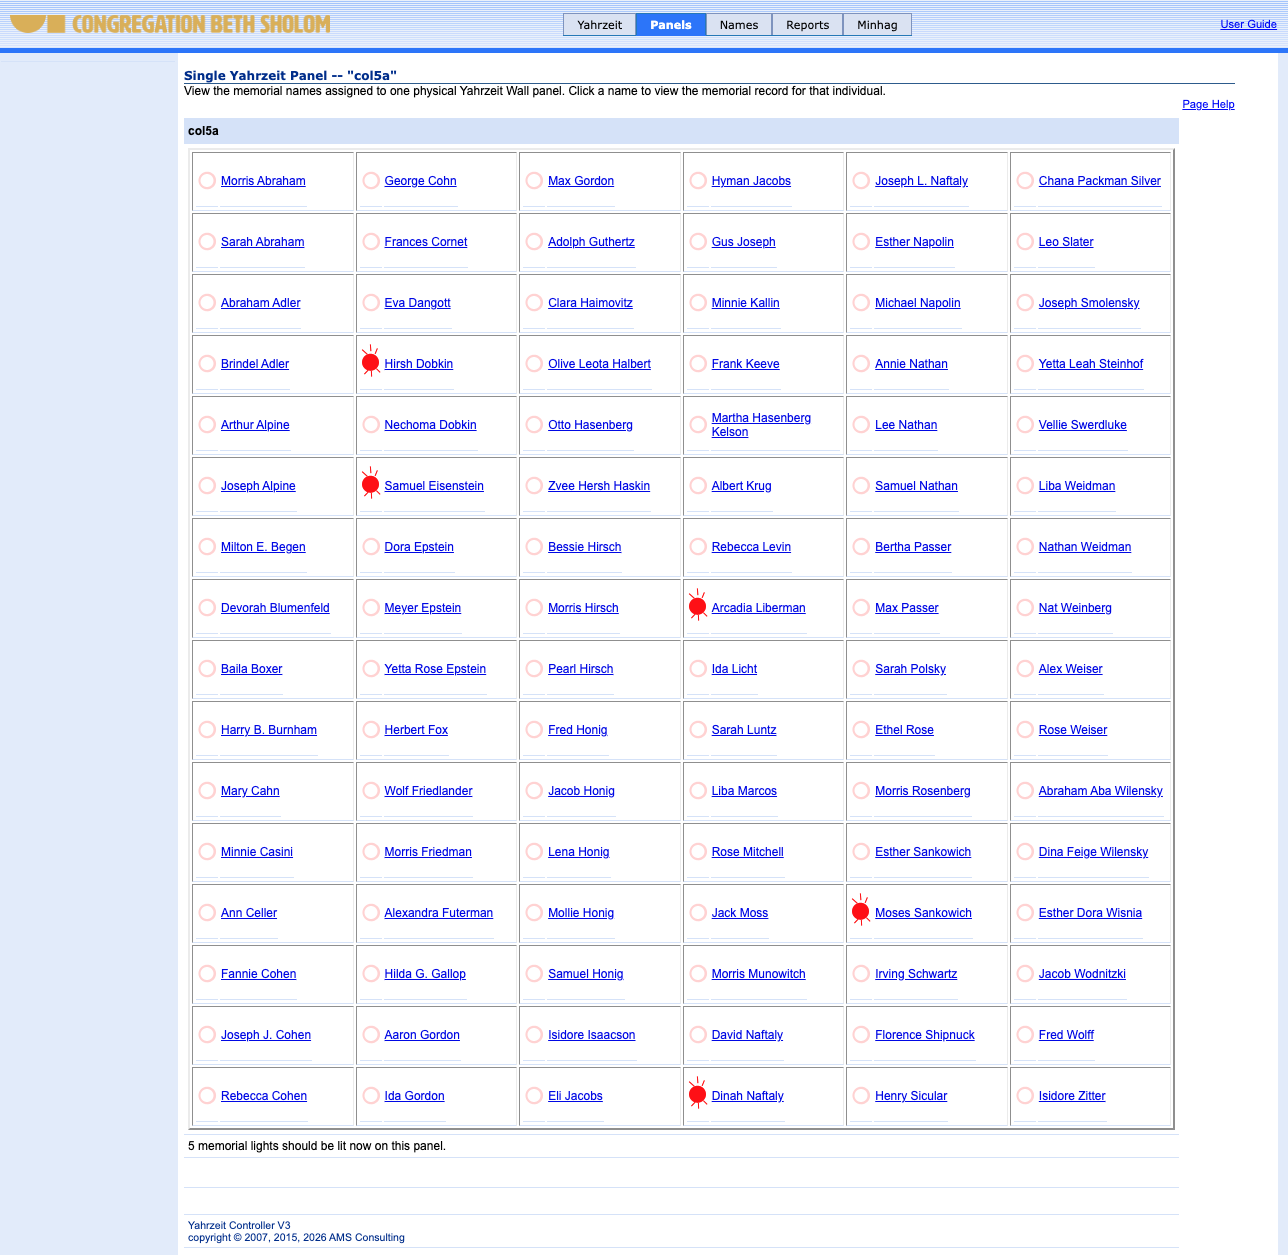 CONGREGATION BETH SHOLOM
Yahrzeit Panels Names Reports Minhag
User Guide
Single Yahrzeit Panel -- "col5a"
View the memorial names assigned to one physical Yahrzeit Wall panel. Click a name to view the memorial record for that individual.
Page Help
col5a
Morris Abraham George Cohn Max Gordon Hyman Jacobs Joseph L. Naftaly Chana Packman Silver
Sarah Abraham Frances Cornet Adolph Guthertz Gus Joseph Esther Napolin Leo Slater
Abraham Adler Eva Dangott Clara Haimovitz Minnie Kallin Michael Napolin Joseph Smolensky
Brindel Adler Hirsh Dobkin Olive Leota Halbert Frank Keeve Annie Nathan Yetta Leah Steinhof
Arthur Alpine Nechoma Dobkin Otto Hasenberg Martha Hasenberg Kelson Lee Nathan Vellie Swerdluke
Joseph Alpine Samuel Eisenstein Zvee Hersh Haskin Albert Krug Samuel Nathan Liba Weidman
Milton E. Begen Dora Epstein Bessie Hirsch Rebecca Levin Bertha Passer Nathan Weidman
Devorah Blumenfeld Meyer Epstein Morris Hirsch Arcadia Liberman Max Passer Nat Weinberg
Baila Boxer Yetta Rose Epstein Pearl Hirsch Ida Licht Sarah Polsky Alex Weiser
Harry B. Burnham Herbert Fox Fred Honig Sarah Luntz Ethel Rose Rose Weiser
Mary Cahn Wolf Friedlander Jacob Honig Liba Marcos Morris Rosenberg Abraham Aba Wilensky
Minnie Casini Morris Friedman Lena Honig Rose Mitchell Esther Sankowich Dina Feige Wilensky
Ann Celler Alexandra Futerman Mollie Honig Jack Moss Moses Sankowich Esther Dora Wisnia
Fannie Cohen Hilda G. Gallop Samuel Honig Morris Munowitch Irving Schwartz Jacob Wodnitzki
Joseph J. Cohen Aaron Gordon Isidore Isaacson David Naftaly Florence Shipnuck Fred Wolff
Rebecca Cohen Ida Gordon Eli Jacobs Dinah Naftaly Henry Sicular Isidore Zitter
5 memorial lights should be lit now on this panel.
Yahrzeit Controller V3
copyright © 2007, 2015, 2026 AMS Consulting